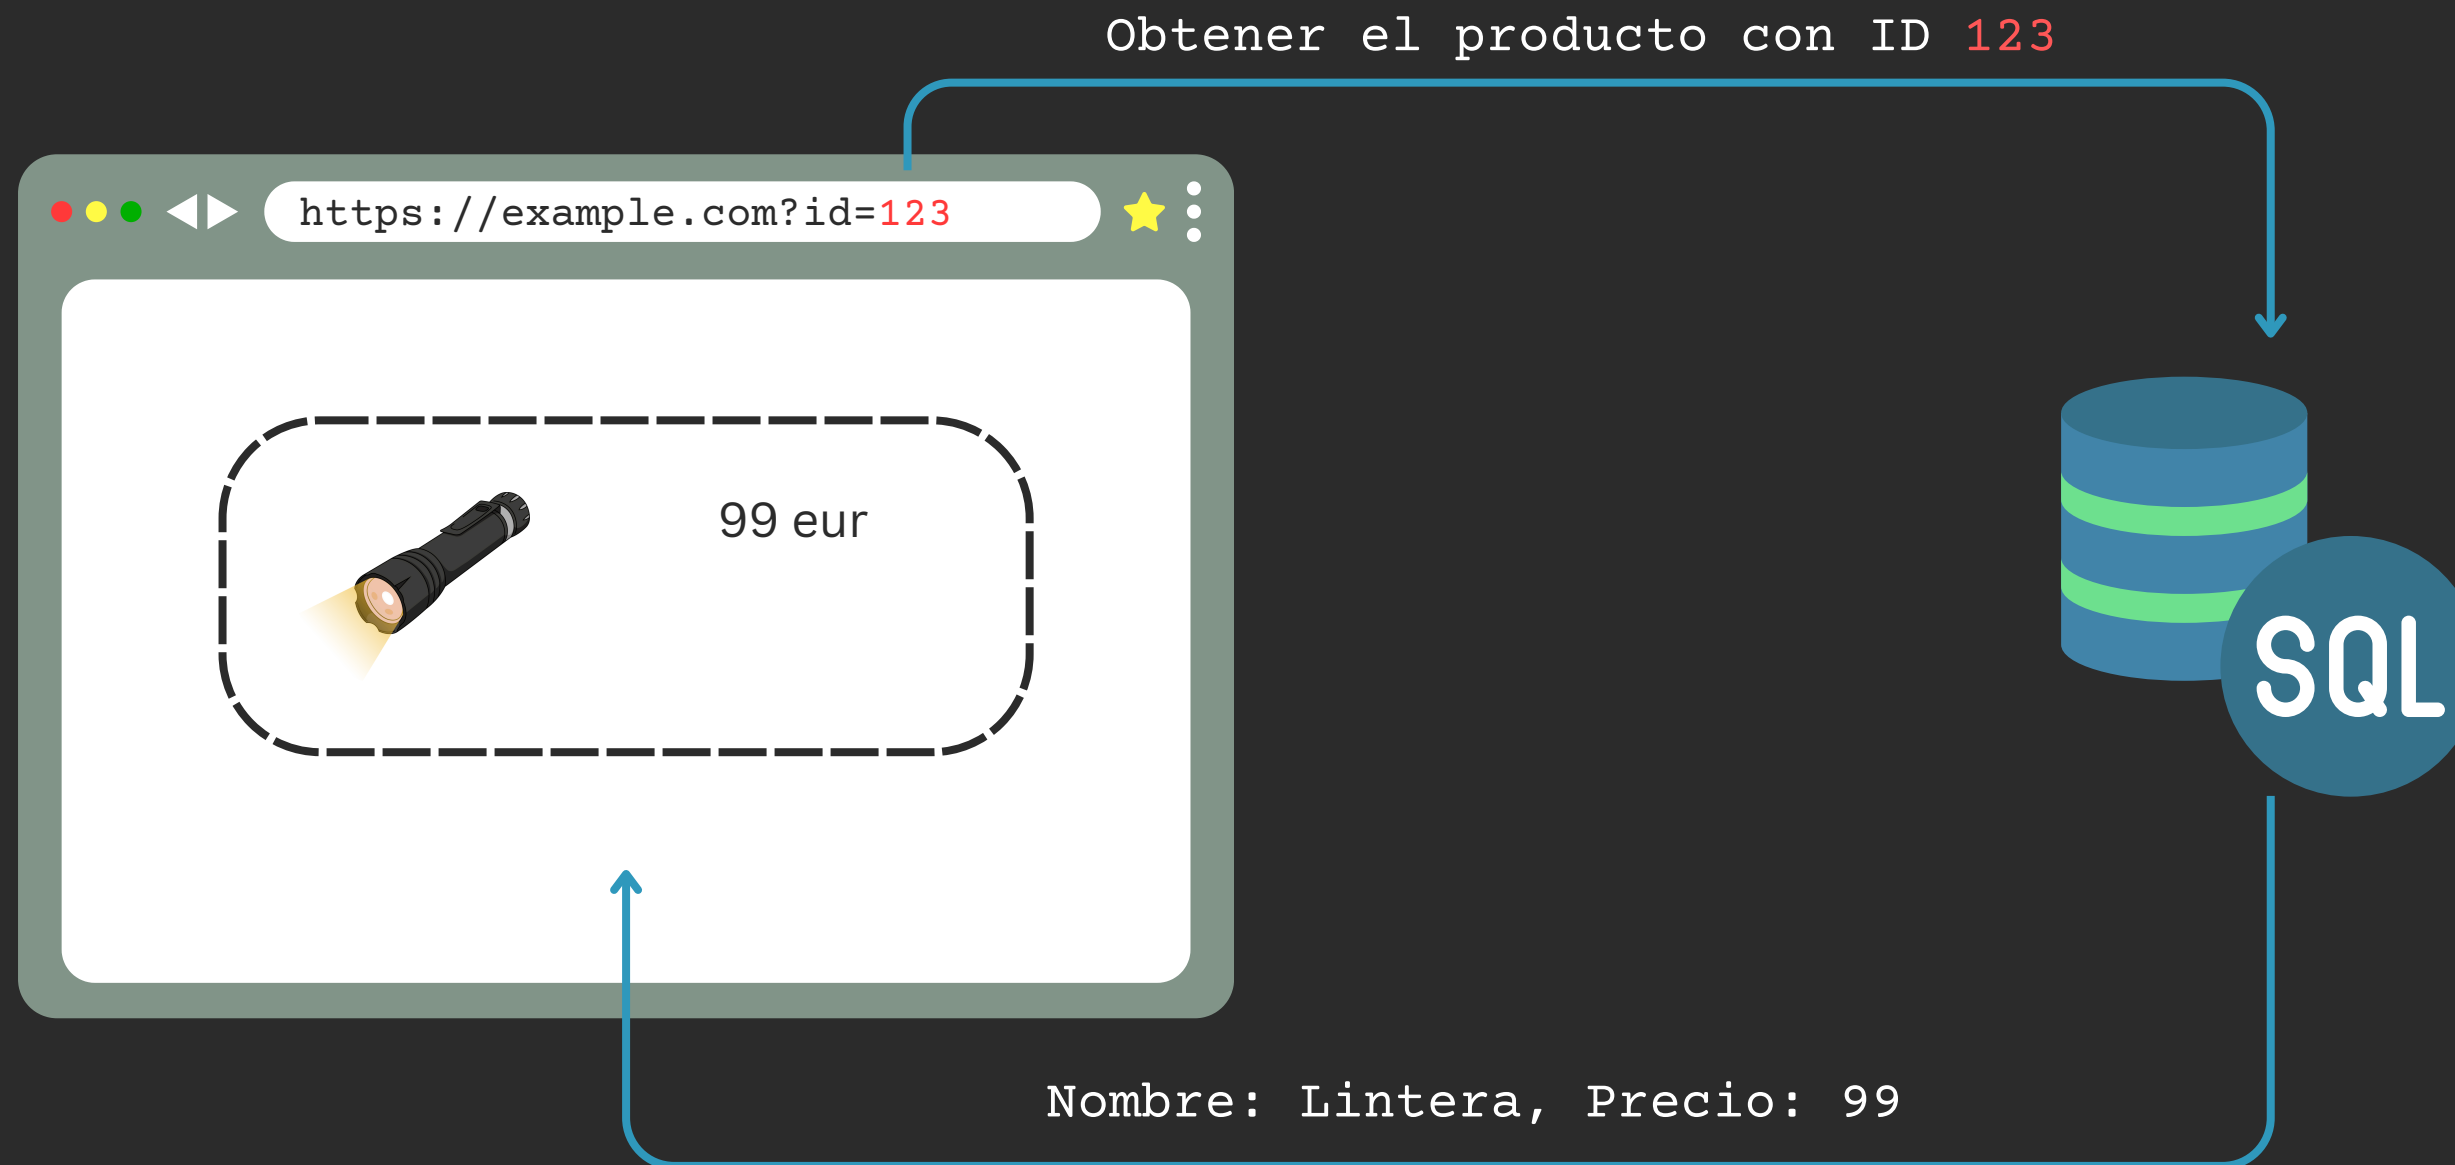 Obtener el producto con ID 123
https://example.com?id=123
99 eur
SQL
Nombre: Lintera, Precio: 99